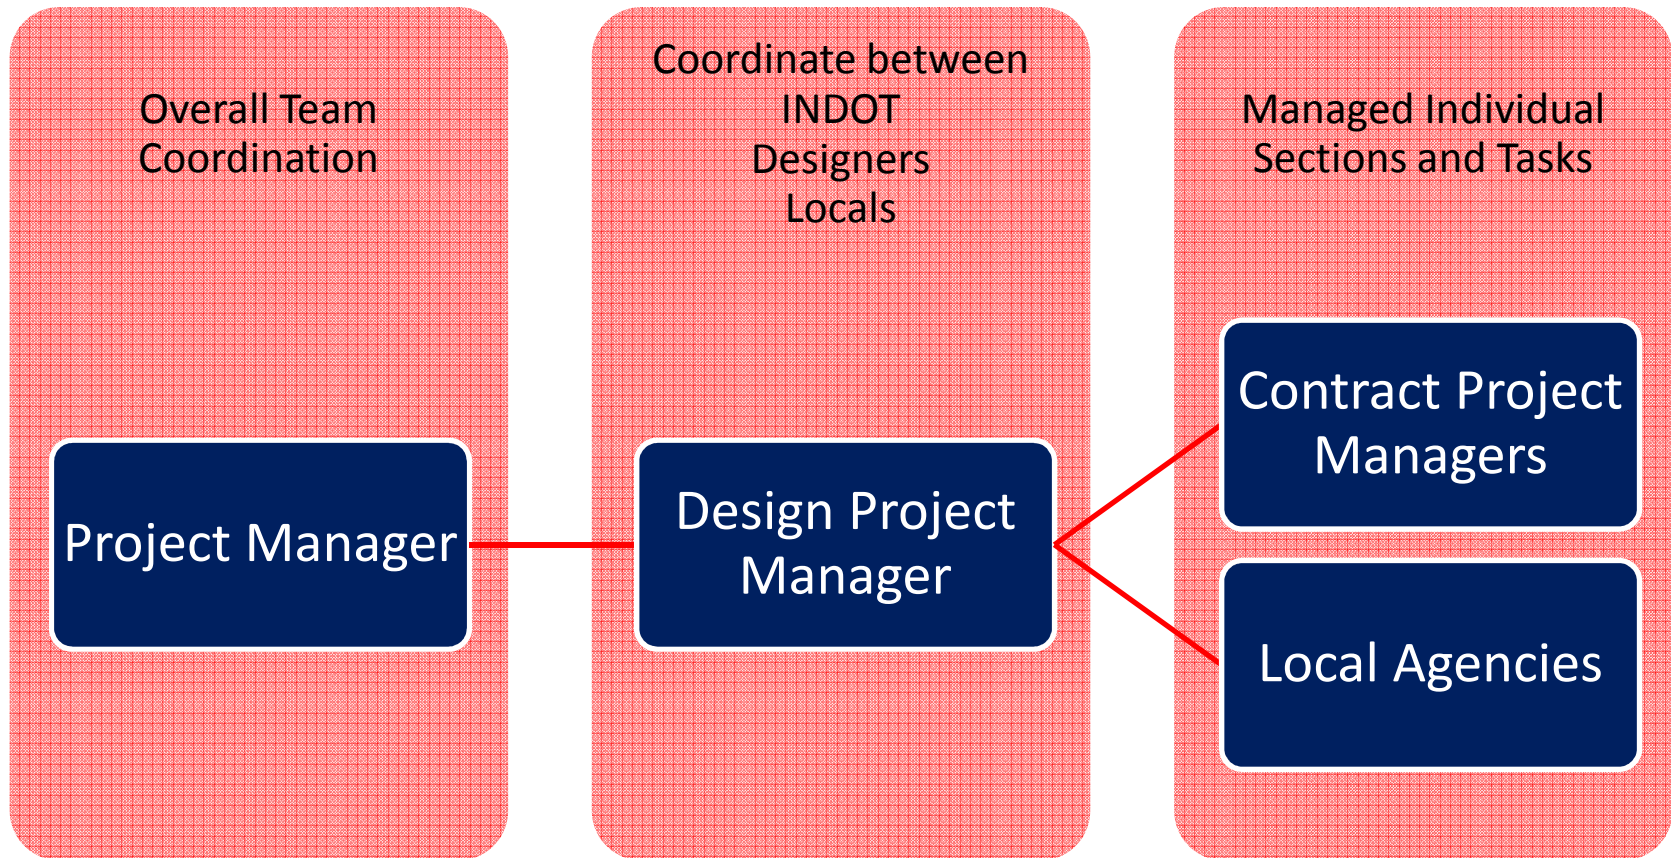 Overall Team
Coordination
Project Manager
Coordinate between
INDOT
Designers
Locals
Design Project
Manager
Managed Individual
Sections and Tasks
Contract Project
Managers
Local Agencies